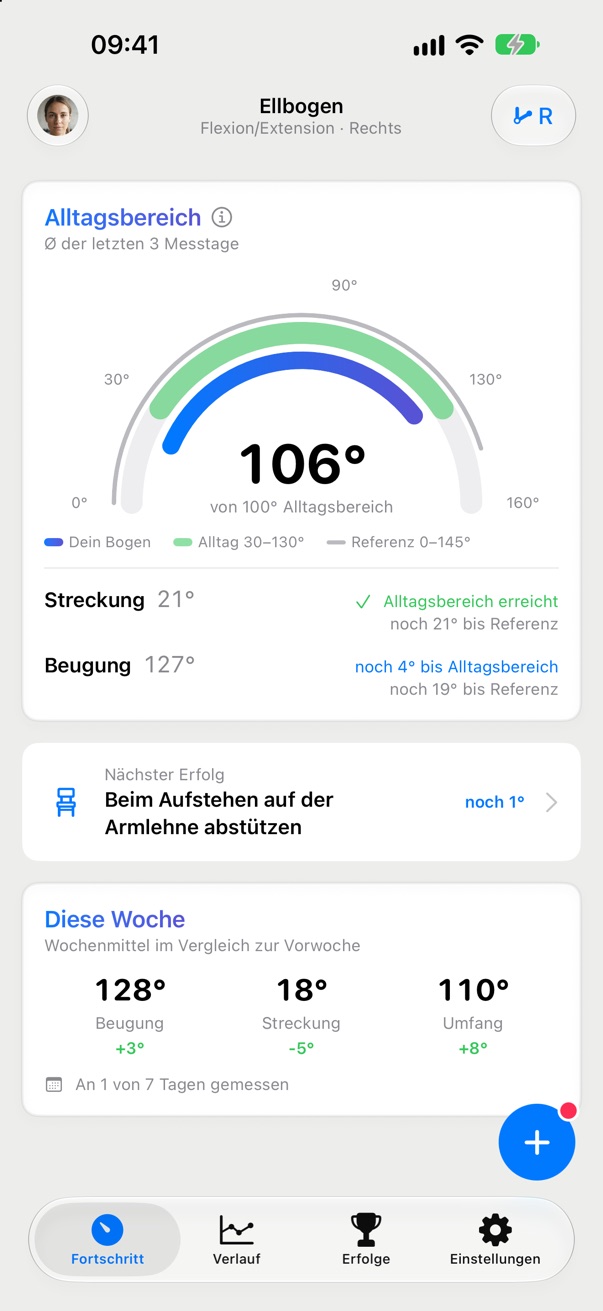 09:41
Ellbogen
Flexion/Extension · Rechts
R
Alltagsbereich
Ø der letzten 3 Messtage
90°
30°
130°
106°
0°
von 100° Alltagsbereich
160°
Dein Bogen
Alltag 30–130°
Referenz 0–145°
Streckung 21°
Alltagsbereich erreicht
noch 21° bis Referenz
Beugung 127°
noch 4° bis Alltagsbereich
noch 19° bis Referenz
Nächster Erfolg
Beim Aufstehen auf der
Armlehne abstützen
noch 1°
Diese Woche
Wochenmittel im Vergleich zur Vorwoche
128° 18° 110°
Beugung Streckung Umfang
+3° -5° +8°
An 1 von 7 Tagen gemessen
Fortschritt Verlauf Erfolge Einstellungen